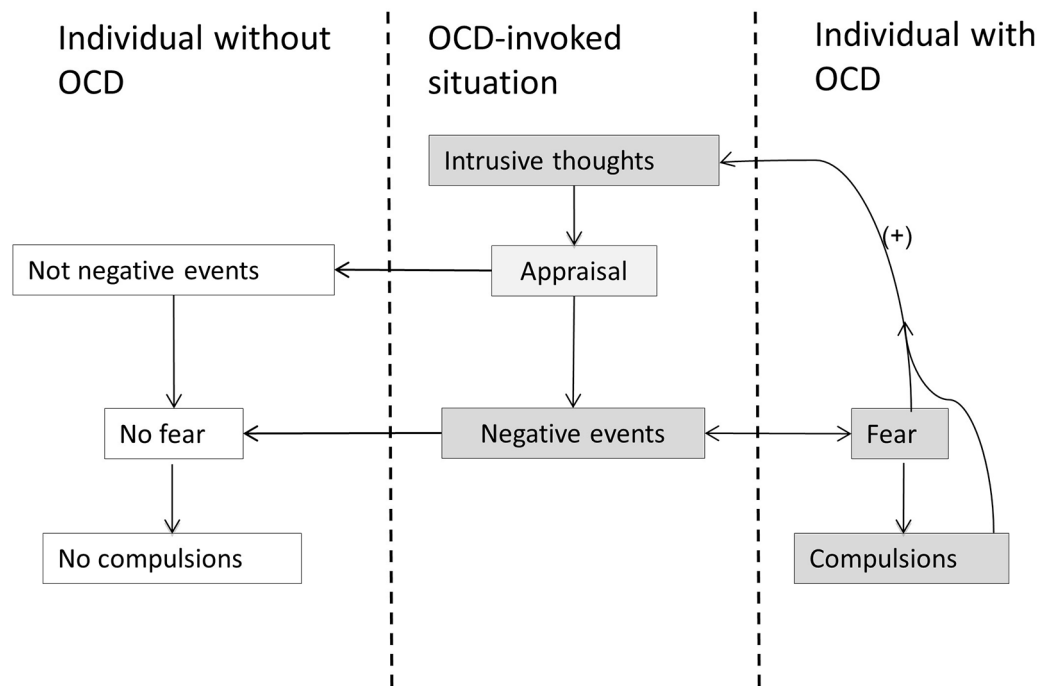 Individual without
OCD
OCD-invoked
situation
Individual with
OCD
Intrusive thoughts
(+)
Not negative events
Appraisal
No fear
Negative events
Fear
No compulsions
Compulsions